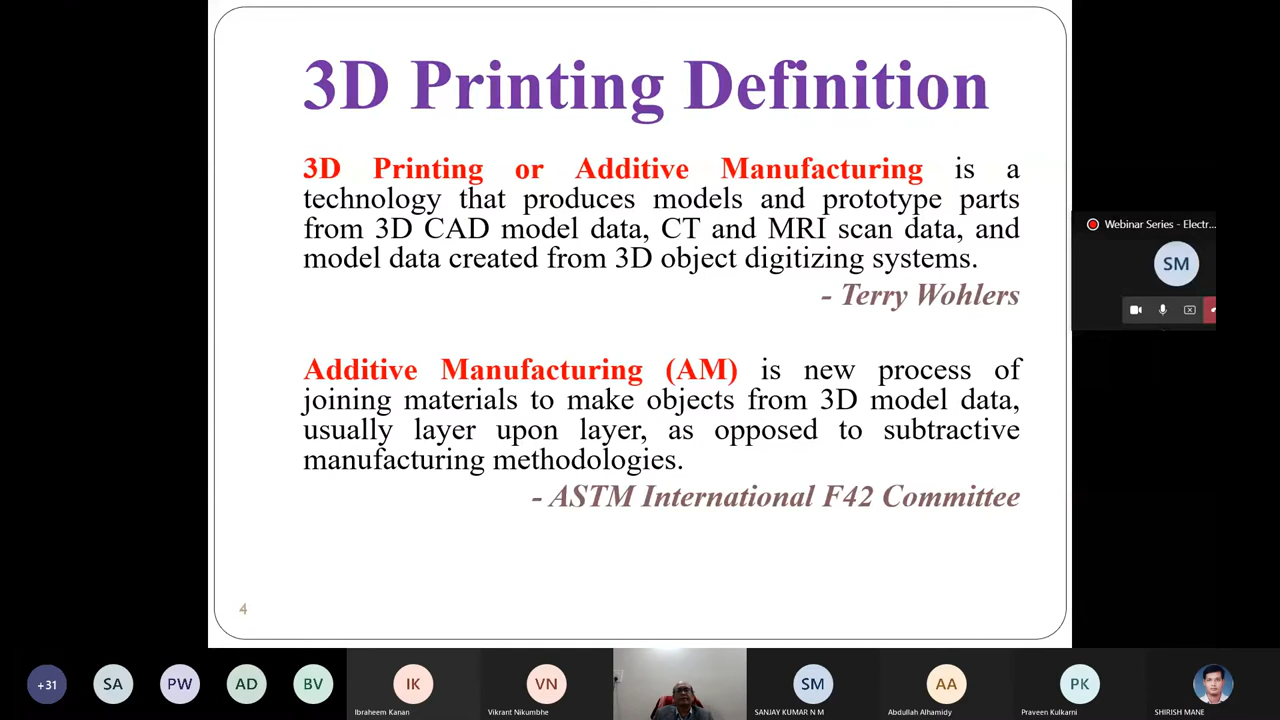 3D Printing Definition
3D Printing or Additive Manufacturing is a
technology that produces models and prototype parts
from 3D CAD model data, CT and MRI scan data, and
model data created from 3D object digitizing systems.
- Terry Wohlers
Additive Manufacturing (AM) is new process of
joining materials to make objects from 3D model data,
usually layer upon layer, as opposed to subtractive
manufacturing methodologies.
- ASTM International F42 Committee
4
Webinar Series - Electr...
SM
+31
SA
PW
AD
BV
IK
Ibraheem Kanan
VN
Vikrant Nikumbhe
SM
SANJAY KUMAR N M
AA
Abdullah Alhamidy
PK
Praveen Kulkarni
SHIRISH MANE